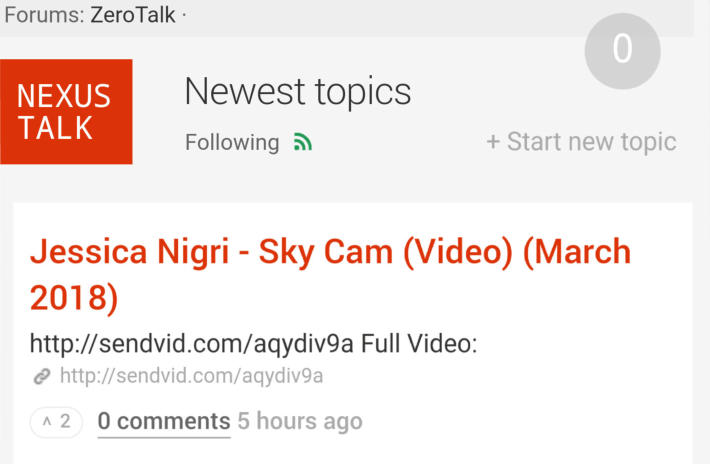 Forums: ZeroTalk ·
0
NEXUS
TALK
Newest topics
Following
+ Start new topic
Jessica Nigri - Sky Cam (Video) (March
2018)
http://sendvid.com/aqydiv9a Full Video:
http://sendvid.com/aqydiv9a
^ 2 0 comments 5 hours ago